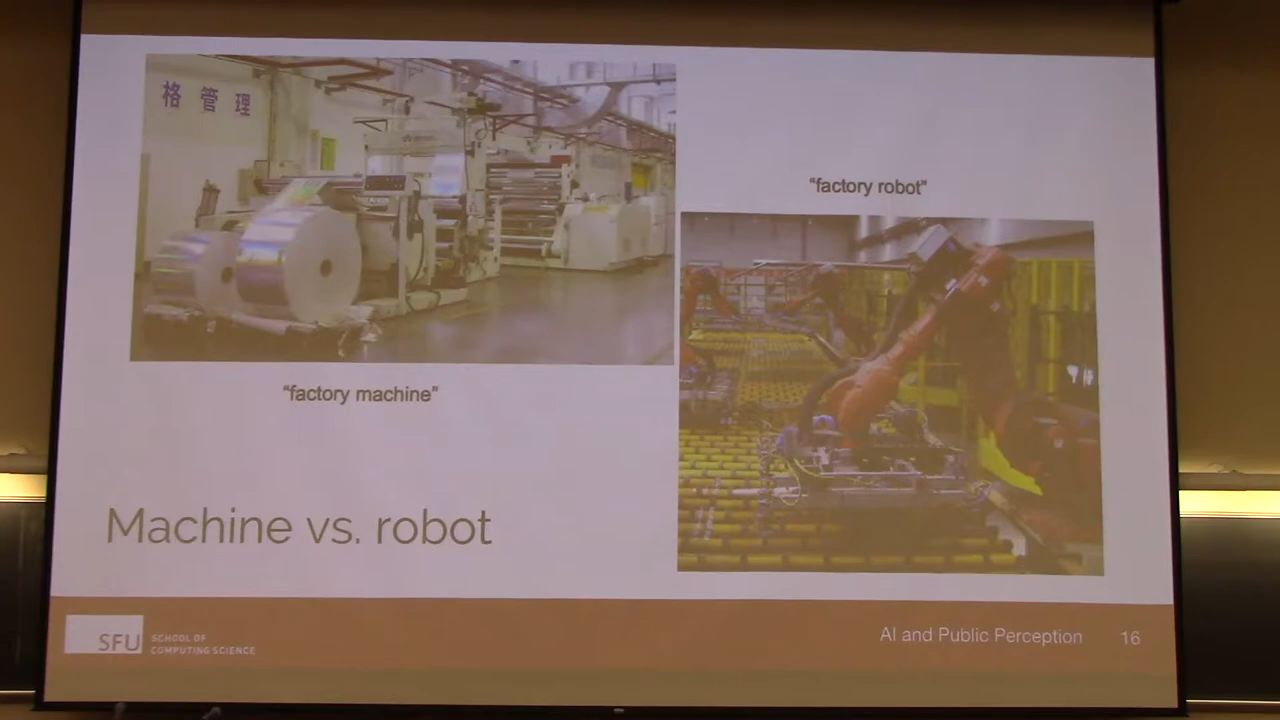 格管理
“factory robot”
“factory machine”
Machine vs. robot
SFU
SCHOOL OF
COMPUTING SCIENCE
AI and Public Perception
16